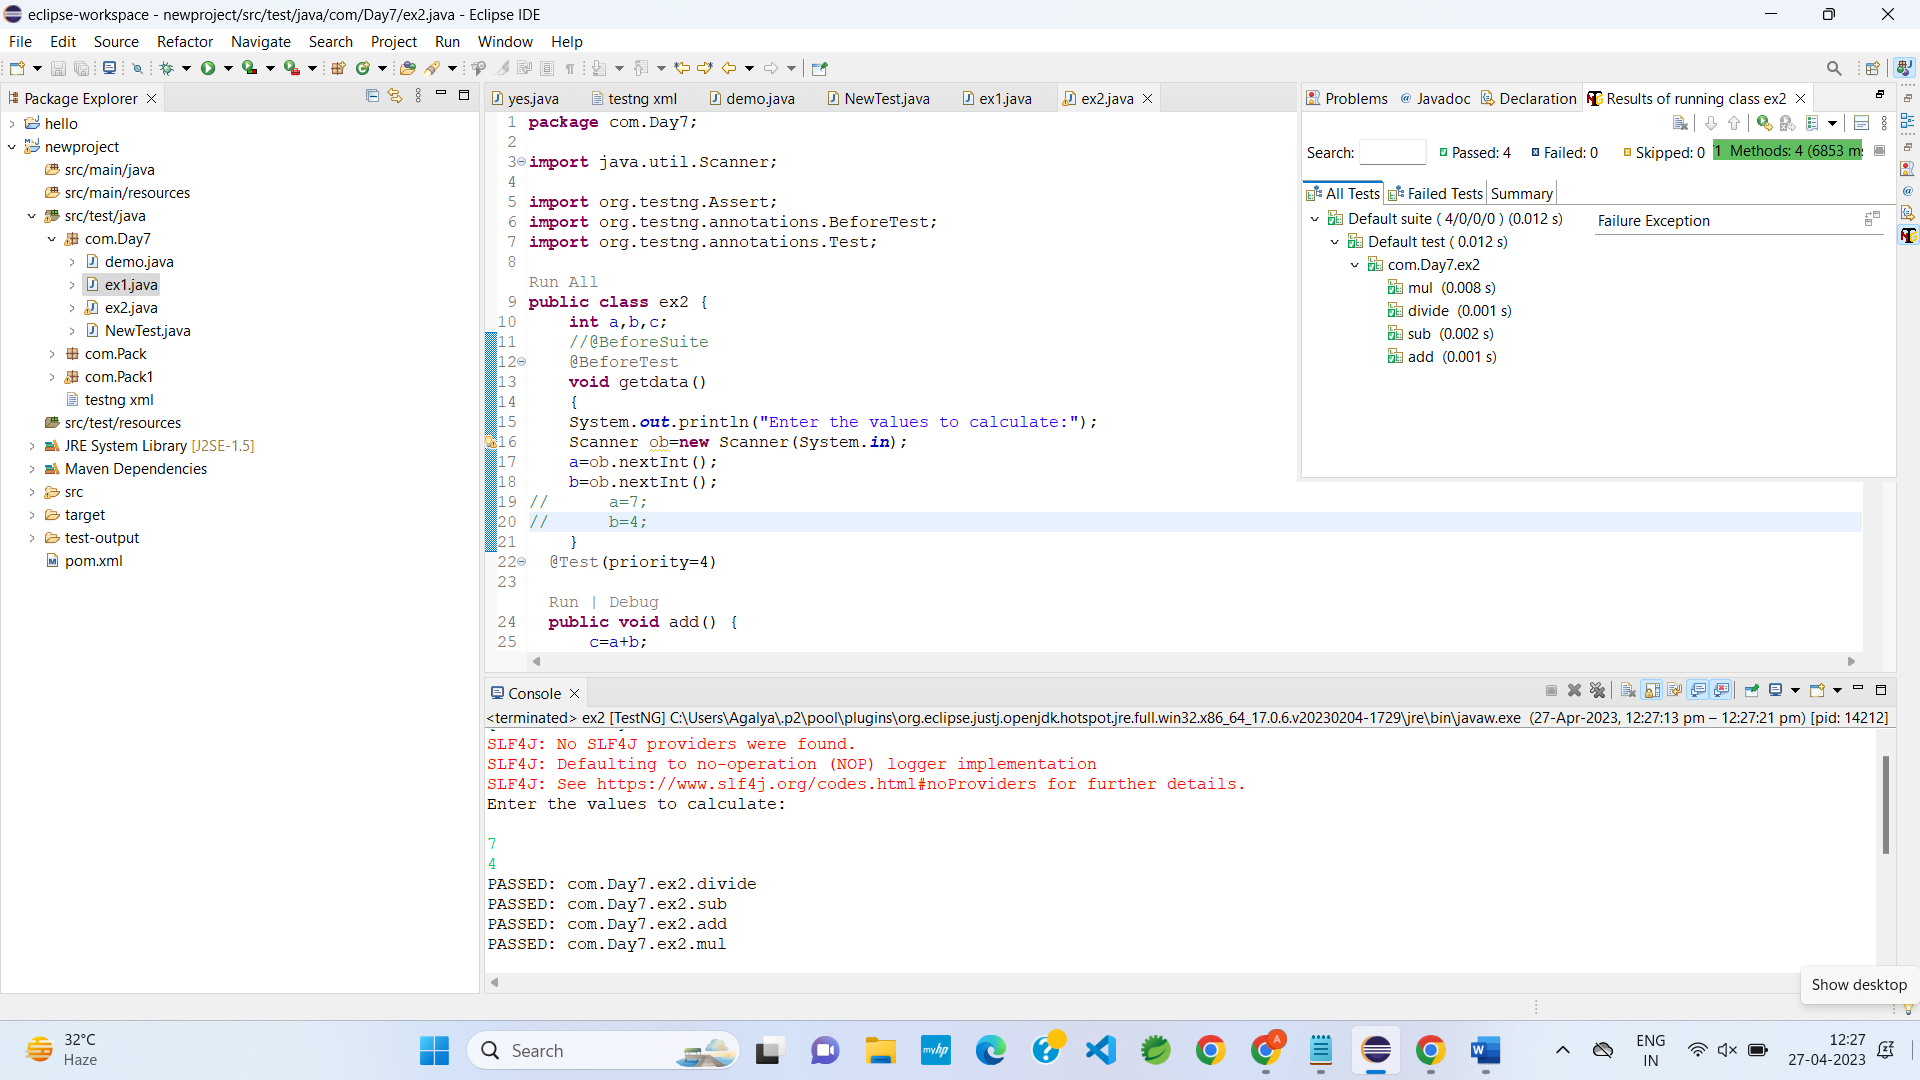 eclipse-workspace - newproject/src/test/java/com/Day7/ex2.java - Eclipse IDE
File Edit Source Refactor Navigate Search Project Run Window Help
Package Explorer
hello
newproject
src/main/java
src/main/resources
src/test/java
com.Day7
demo.java
ex1.java
ex2.java
NewTest.java
com.Pack
com.Pack1
testng xml
src/test/resources
JRE System Library [J2SE-1.5]
Maven Dependencies
src
target
test-output
pom.xml
yes.java testng xml demo.java NewTest.java ex1.java ex2.java
1 package com.Day7;
2
3 import java.util.Scanner;
4
5 import org.testng.Assert;
6 import org.testng.annotations.BeforeTest;
7 import org.testng.annotations.Test;
8
Run All
9 public class ex2 {
10 int a,b,c;
11 //@BeforeSuite
12 @BeforeTest
13 void getdata()
14 {
15 System.out.println("Enter the values to calculate:");
16 Scanner ob=new Scanner(System.in);
17 a=ob.nextInt();
18 b=ob.nextInt();
19 // a=7;
20 // b=4;
21 }
22 @Test(priority=4)
23
Run | Debug
24 public void add() {
25 c=a+b;
Problems @ Javadoc Declaration Results of running class ex2
Search: Passed: 4 Failed: 0 Skipped: 0 1 Methods: 4 (6853 m
All Tests Failed Tests Summary
Default suite ( 4/0/0/0 ) (0.012 s)
Default test ( 0.012 s)
com.Day7.ex2
mul (0.008 s)
divide (0.001 s)
sub (0.002 s)
add (0.001 s)
Failure Exception
Console
<terminated> ex2 [TestNG] C:\Users\Agalya\.p2\pool\plugins\org.eclipse.justj.openjdk.hotspot.jre.full.win32.x86_64_17.0.6.v20230204-1729\jre\bin\javaw.exe (27-Apr-2023, 12:27:13 pm – 12:27:21 pm) [pid: 14212]
SLF4J: No SLF4J providers were found.
SLF4J: Defaulting to no-operation (NOP) logger implementation
SLF4J: See https://www.slf4j.org/codes.html#noProviders for further details.
Enter the values to calculate:
7
4
PASSED: com.Day7.ex2.divide
PASSED: com.Day7.ex2.sub
PASSED: com.Day7.ex2.add
PASSED: com.Day7.ex2.mul
Show desktop
32°C
Haze
Search
myhp
A
ENG
IN
12:27
27-04-2023